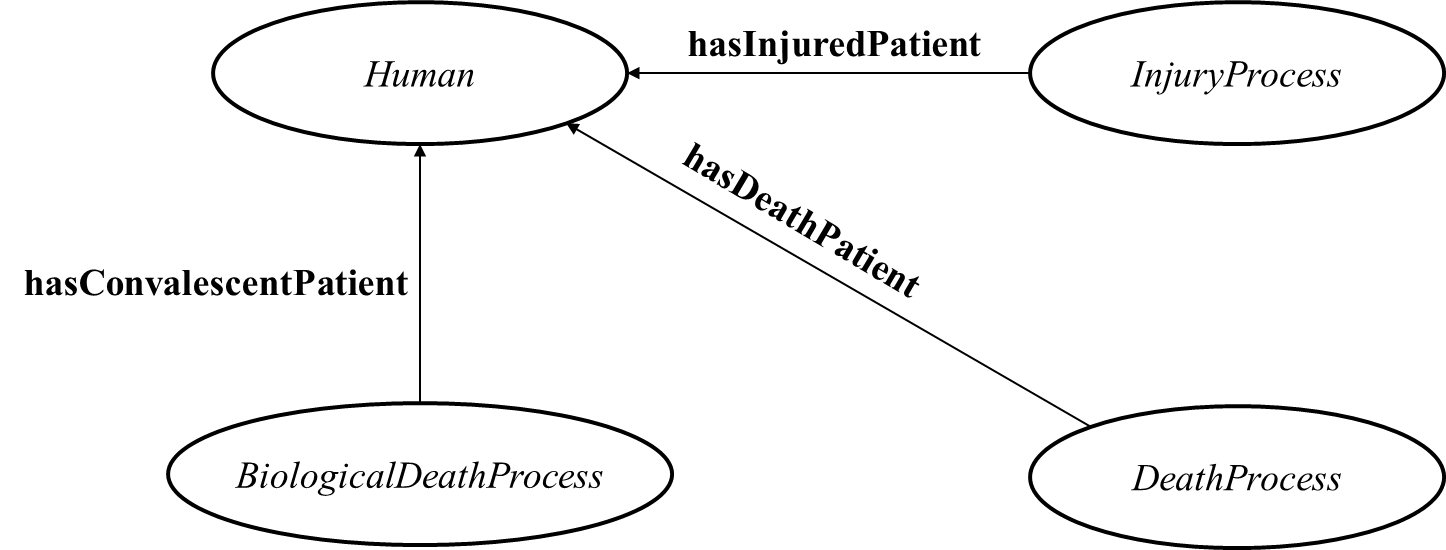 hasInjuredPatient
Human
InjuryProcess
hasDeathPatient
hasConvalescentPatient
BiologicalDeathProcess
DeathProcess